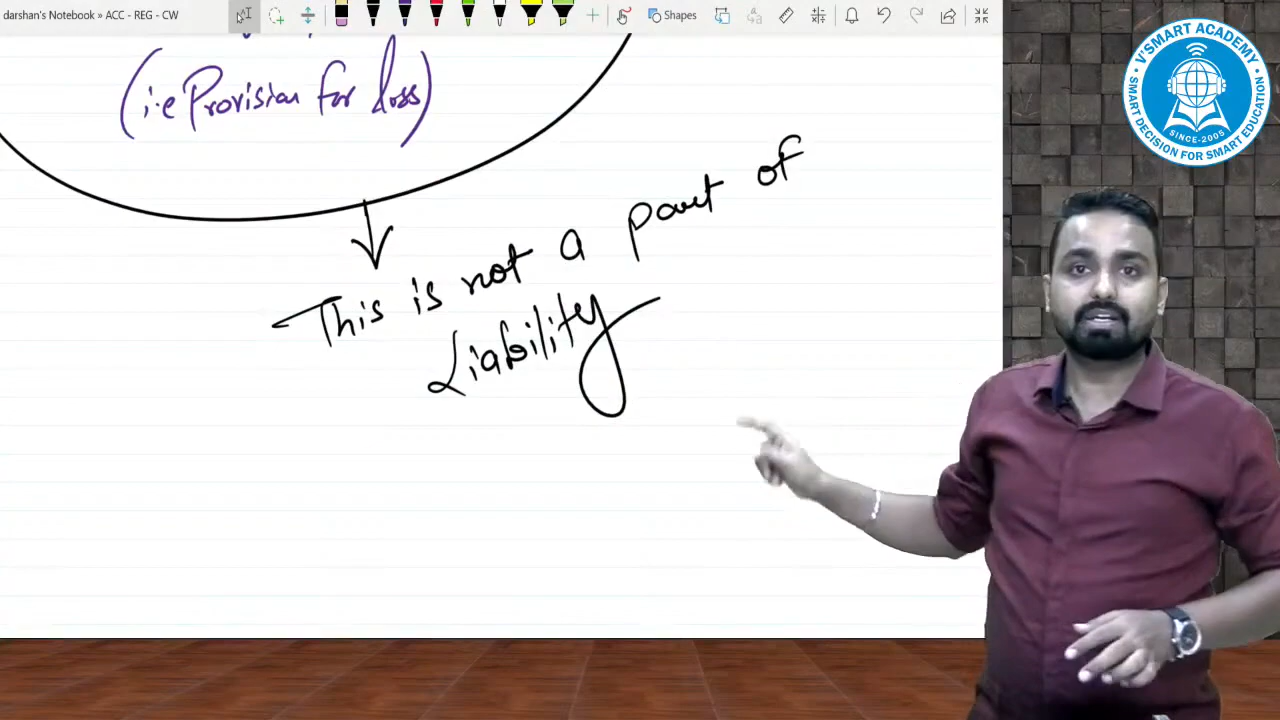 darshan's Notebook » ACC - REG - CW
Shapes
V'SMART ACADEMY
SINCE-2005
SMART DECISION FOR SMART EDUCATION
(i.e Provision for loss)
This is not a part of
Liability